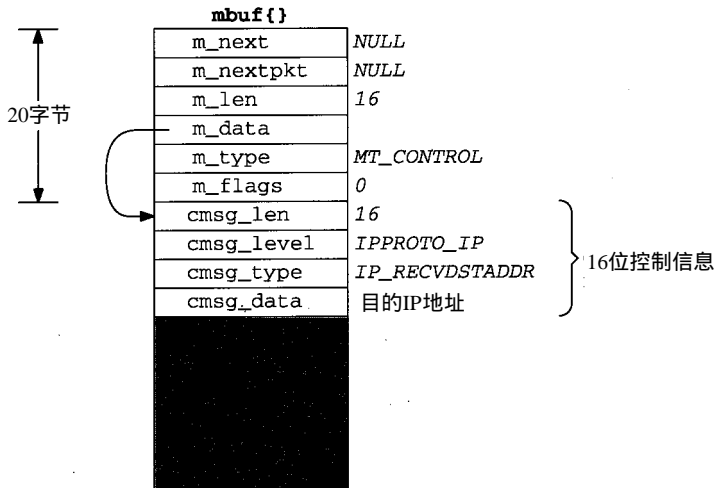 mbuf{}
m_next NULL
m_nextpkt NULL
m_len 16
20字节
m_data
m_type MT_CONTROL
m_flags 0
cmsg_len 16
cmsg_level IPPROTO_IP
16位控制信息
cmsg_type IP_RECVDSTADDR
cmsg_data 目的IP地址